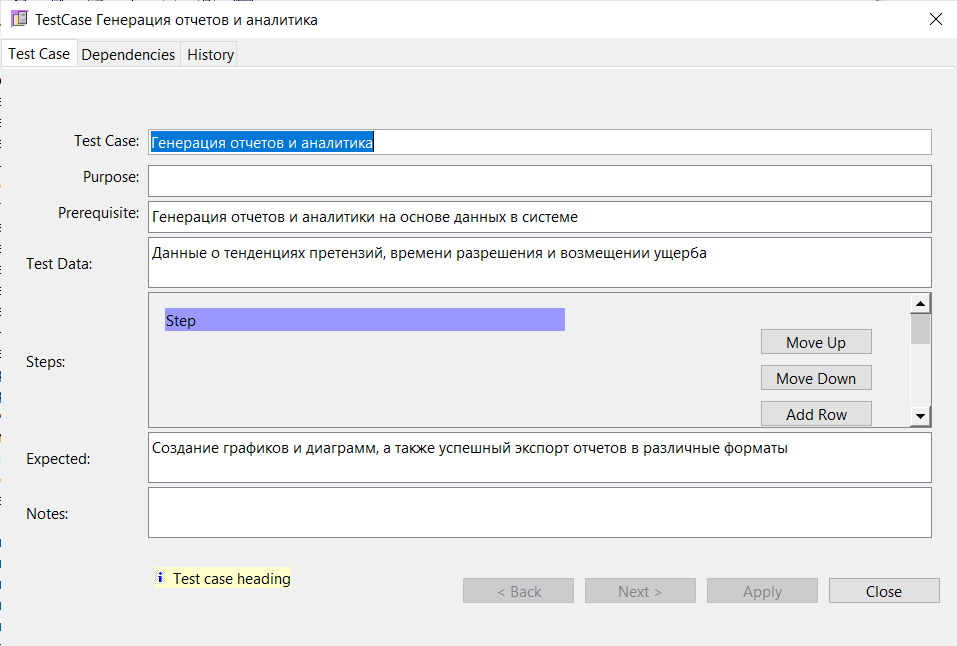 TestCase Генерация отчетов и аналитика
Test Case Dependencies History
Test Case: Генерация отчетов и аналитика
Purpose:
Prerequisite: Генерация отчетов и аналитики на основе данных в системе
Test Data: Данные о тенденциях претензий, времени разрешения и возмещении ущерба
Steps:
Step
Move Up
Move Down
Add Row
Expected: Создание графиков и диаграмм, а также успешный экспорт отчетов в различные форматы
Notes:
Test case heading
< Back Next > Apply Close